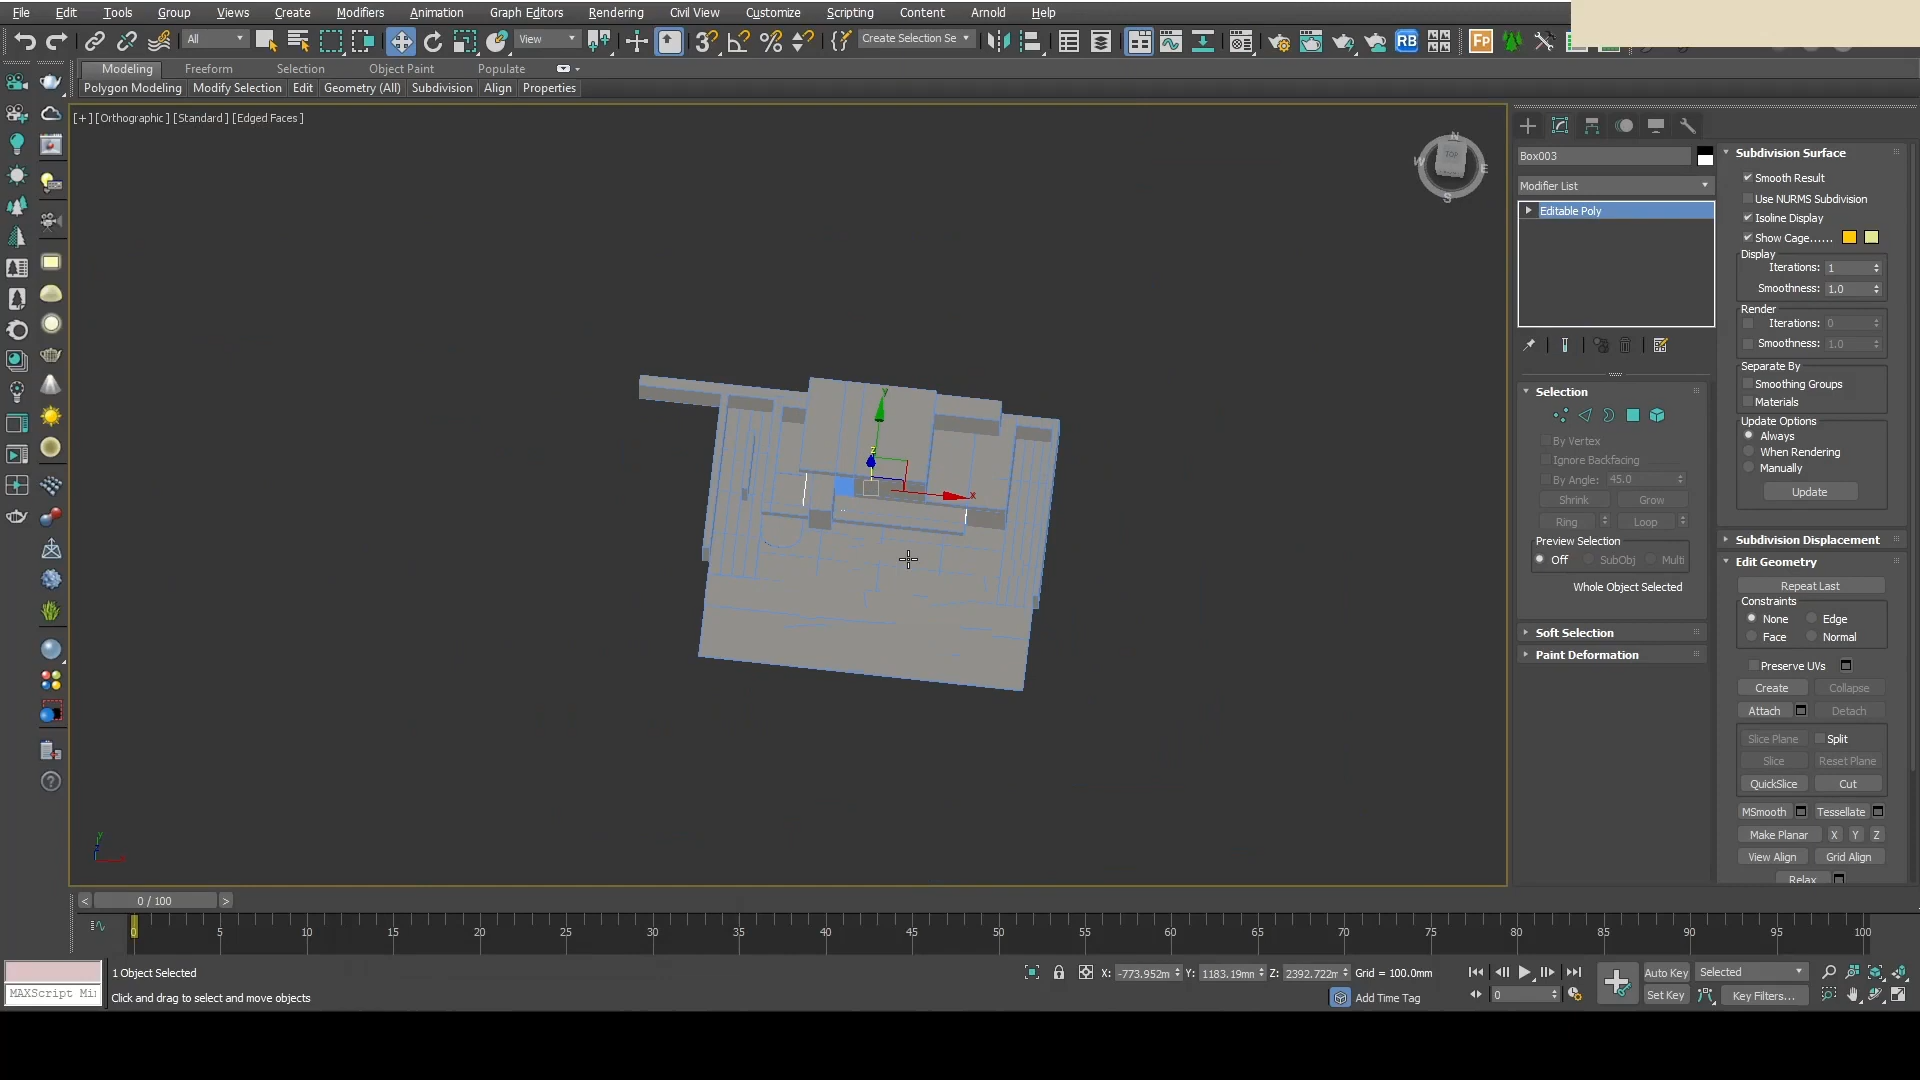 File Edit Tools Group Views Create Modifiers Animation Graph Editors Rendering Civil View Customize Scripting Content Arnold Help
All View Create Selection Se RB Fp
Modeling Freeform Selection Object Paint Populate
Polygon Modeling Modify Selection Edit Geometry (All) Subdivision Align Properties
[+] [Orthographic] [Standard] [Edged Faces]
N
W TOP E
S
y
z
x
y
Box003
Modifier List
Editable Poly
Selection
By Vertex
Ignore Backfacing
By Angle: 45.0
Shrink Grow
Ring Loop
Preview Selection
Off SubObj Multi
Whole Object Selected
Soft Selection
Paint Deformation
Subdivision Surface
Smooth Result
Use NURMS Subdivision
Isoline Display
Show Cage......
Display
Iterations: 1
Smoothness: 1.0
Render
Iterations: 0
Smoothness: 1.0
Separate By
Smoothing Groups
Materials
Update Options
Always
When Rendering
Manually
Update
Subdivision Displacement
Edit Geometry
Repeat Last
Constraints
None Edge
Face Normal
Preserve UVs
Create Collapse
Attach Detach
Slice Plane Split
Slice Reset Plane
QuickSlice Cut
MSmooth Tessellate
Make Planar X Y Z
View Align Grid Align
Relax
< 0 / 100 >
0 5 10 15 20 25 30 35 40 45 50 55 60 65 70 75 80 85 90 95 100
1 Object Selected X: -773.952m Y: 1183.19mn Z: 2392.722m Grid = 100.0mm Auto Key Selected
MAXScript Mi Click and drag to select and move objects Add Time Tag 0 Set Key Key Filters...